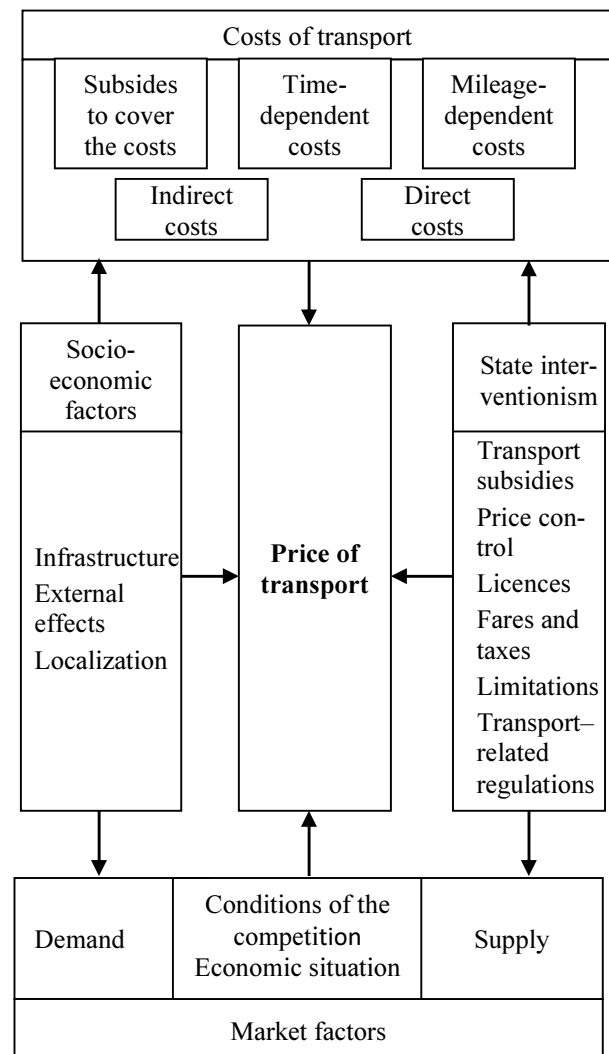 Costs of transport
Subsides
to cover
the costs
Time-
dependent
costs
Mileage-
dependent
costs
Indirect
costs
Direct
costs
Socio-
economic
factors
Infrastructure
External
effects
Localization
Price of
transport
State inter-
ventionism
Transport
subsidies
Price con-
trol
Licences
Fares and
taxes
Limitations
Transport–
related
regulations
Demand
Conditions of the
competition
Economic situation
Supply
Market factors